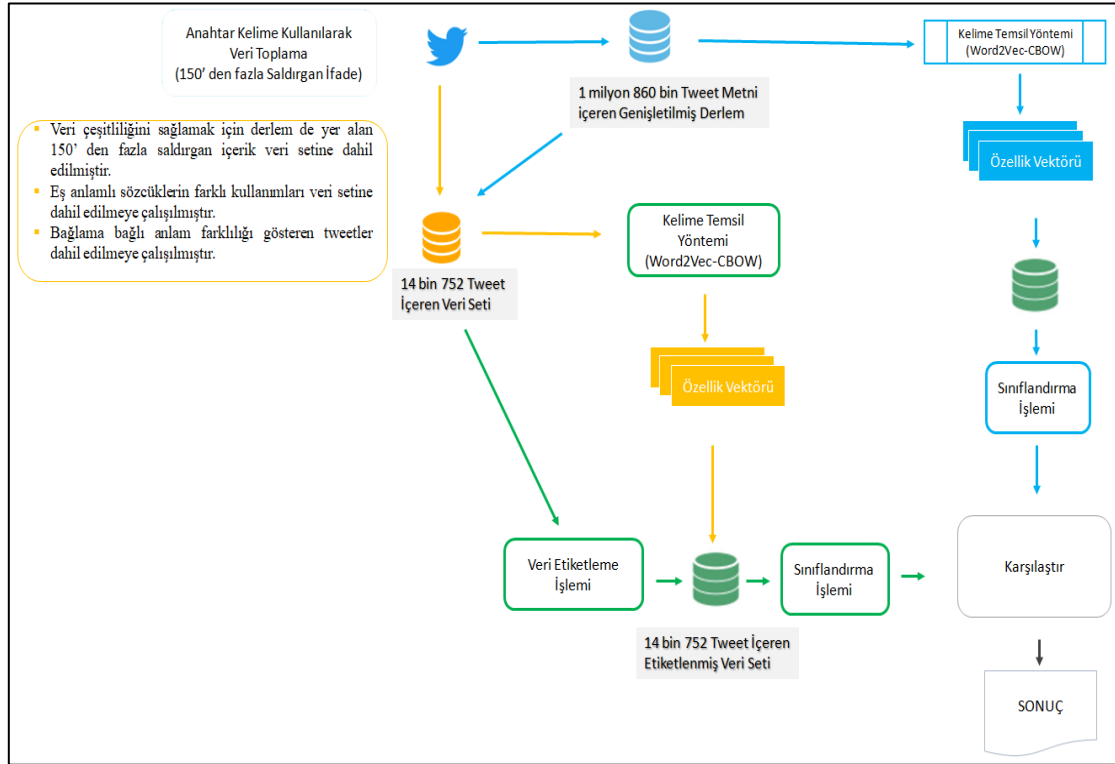 Anahtar Kelime Kullanılarak
Veri Toplama
(150' den fazla Saldırgan İfade)
1 milyon 860 bin Tweet Metni
içeren Genişletilmiş Derlem
Kelime Temsil Yöntemi
(Word2Vec-CBOW)
Veri çeşitliliğini sağlamak için derlem de yer alan
150' den fazla saldırgan içerik veri setine dahil
edilmiştir.
Eş anlamlı sözcüklerin farklı kullanımları veri setine
dahil edilmeye çalışılmıştır.
Bağlama bağlı anlam farklılığı gösteren tweetler
dahil edilmeye çalışılmıştır.
Özellik Vektörü
14 bin 752 Tweet
İçeren Veri Seti
Kelime Temsil
Yöntemi
(Word2Vec-CBOW)
Özellik Vektörü
Sınıflandırma
İşlemi
Veri Etiketleme
İşlemi
14 bin 752 Tweet İçeren
Etiketlenmiş Veri Seti
Sınıflandırma
İşlemi
Karşılaştır
SONUÇ